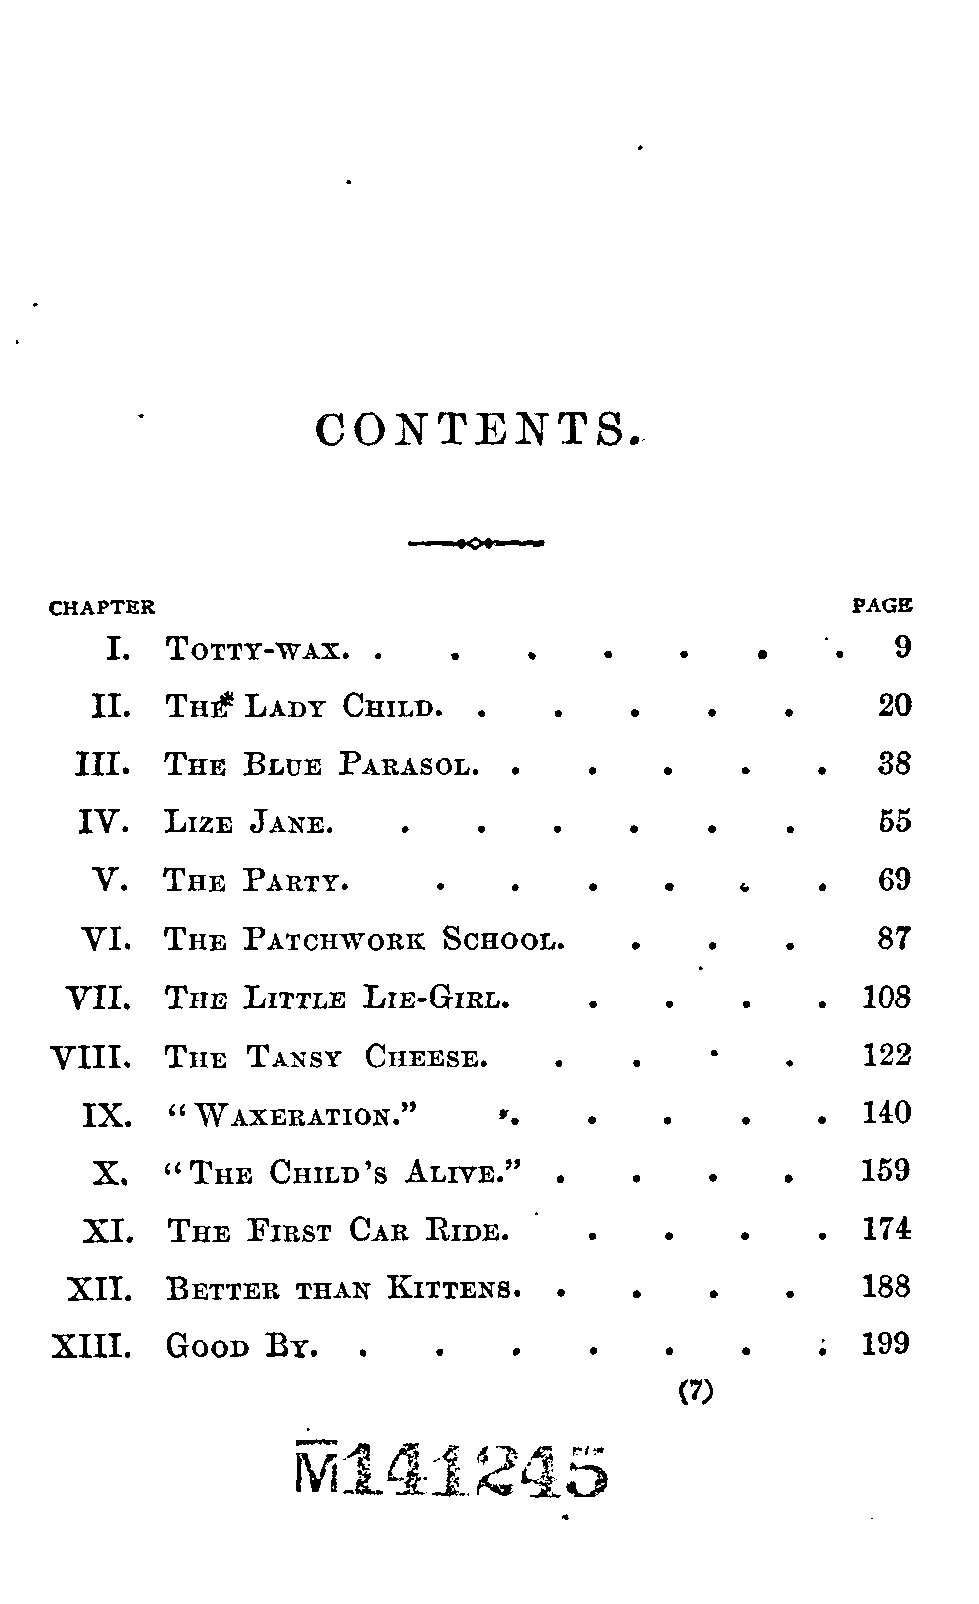 CONTENTS.
CHAPTER PAGE
I. TOTTY-WAX. . . . . . . . 9
II. THE LADY CHILD. . . . . . 20
III. THE BLUE PARASOL. . . . . . 38
IV. LIZE JANE. . . . . . . 55
V. THE PARTY. . . . . . . 69
VI. THE PATCHWORK SCHOOL. . . . 87
VII. THE LITTLE LIE-GIRL. . . . . 108
VIII. THE TANSY CHEESE. . . . . 122
IX. "WAXERATION." . . . . . 140
X. "THE CHILD'S ALIVE." . . . . 159
XI. THE FIRST CAR RIDE. . . . . 174
XII. BETTER THAN KITTENS. . . . . 188
XIII. GOOD BY. . . . . . . . 199
(7)
M141245